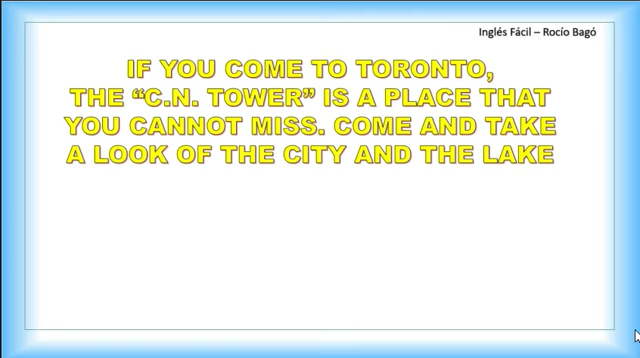 Inglés Fácil – Rocío Bagó
IF YOU COME TO TORONTO,
THE “C.N. TOWER” IS A PLACE THAT
YOU CANNOT MISS. COME AND TAKE
A LOOK OF THE CITY AND THE LAKE